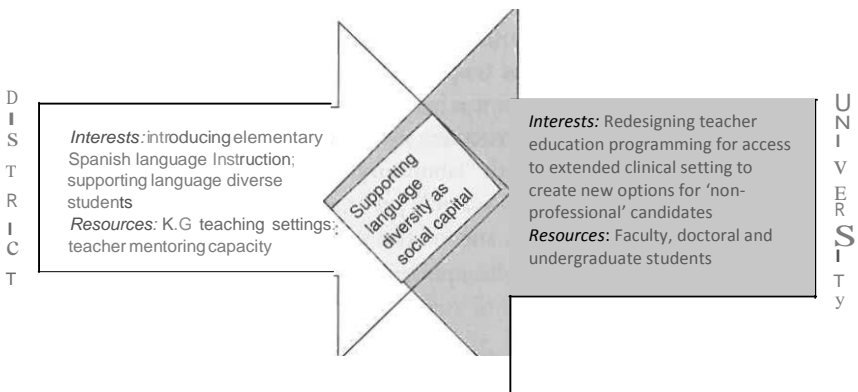 DISTRICT
Interests: introducing elementary
Spanish language Instruction;
supporting language diverse
students
Resources: K.G teaching settings;
teacher mentoring capacity
Supporting
language
diversity as
social capital
Interests: Redesigning teacher
education programming for access
to extended clinical setting to
create new options for ‘non-
professional’ candidates
Resources: Faculty, doctoral and
undergraduate students
UNIVERSITy